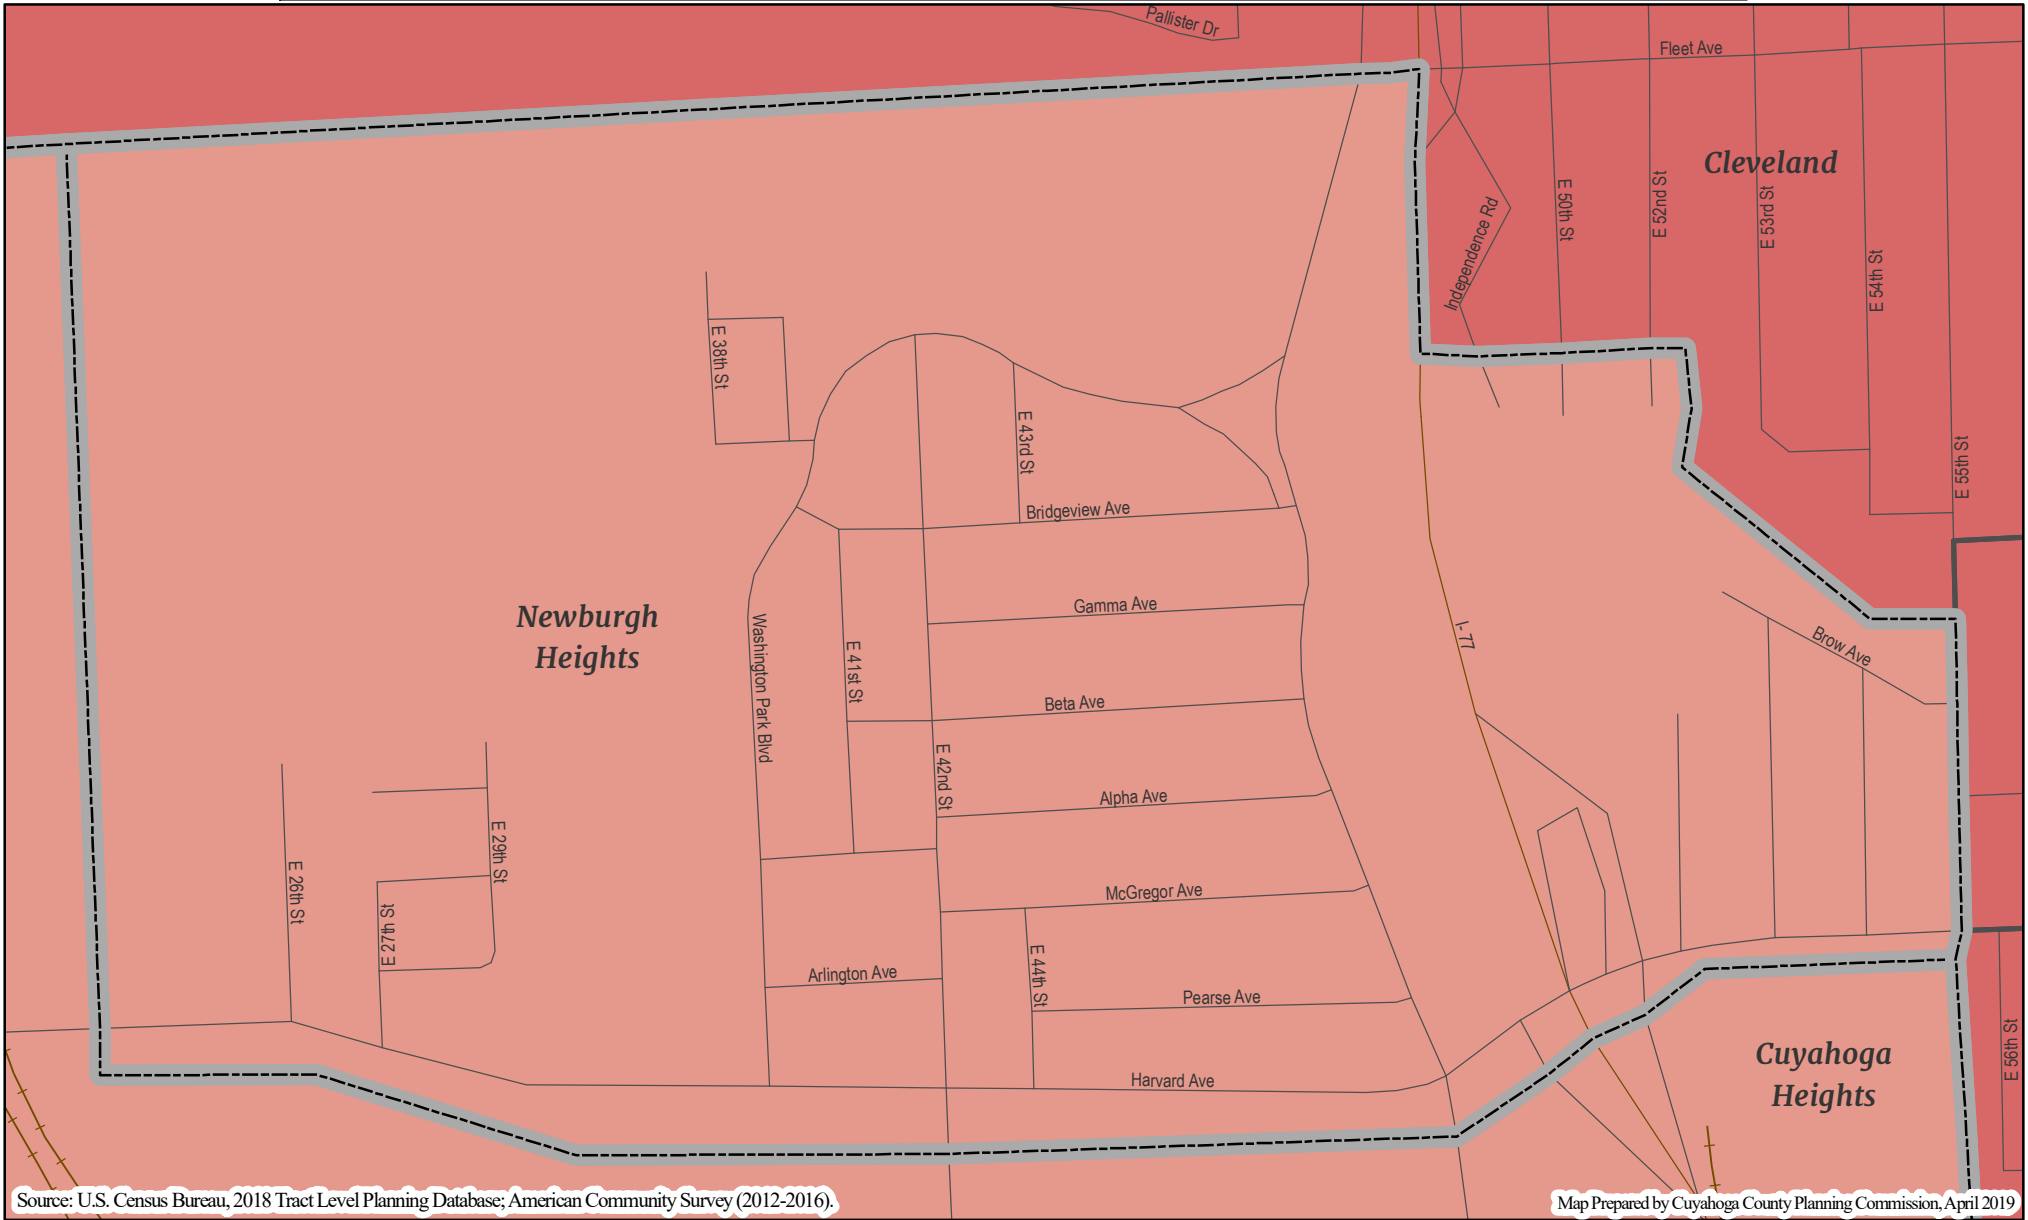 Pallister Dr
Fleet Ave
Cleveland
Independence Rd
E 50th St
E 52nd St
E 53rd St
E 54th St
E 55th St
E 38th St
E 43rd St
Bridgeview Ave
Newburgh
Heights
Gamma Ave
Washington Park Blvd
E 41st St
I- 77
Brow Ave
Beta Ave
E 42nd St
Alpha Ave
E 29th St
E 26th St
E 27th St
McGregor Ave
Arlington Ave
E 44th St
Pearse Ave
Harvard Ave
Cuyahoga
Heights
E 56th St
Source: U.S. Census Bureau, 2018 Tract Level Planning Database; American Community Survey (2012-2016).
Map Prepared by Cuyahoga County Planning Commission, April 2019